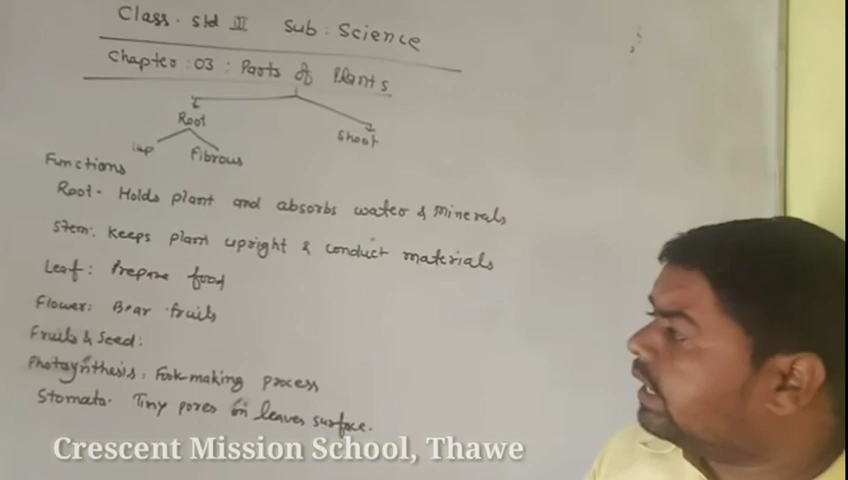 Class. Std III Sub: Science
Chapter: 03: Parts of Plants
Root
Shoot
Tap Fibrous
Functions
Root- Holds plant and absorbs water & Minerals
Stem: Keeps plant upright & conduct materials
Leaf: Prepare food
Flower: Bear fruits
Fruits & Seed:
Photosynthesis: Food making process
Stomata- Tiny pores on leaves surface.
Crescent Mission School, Thawe